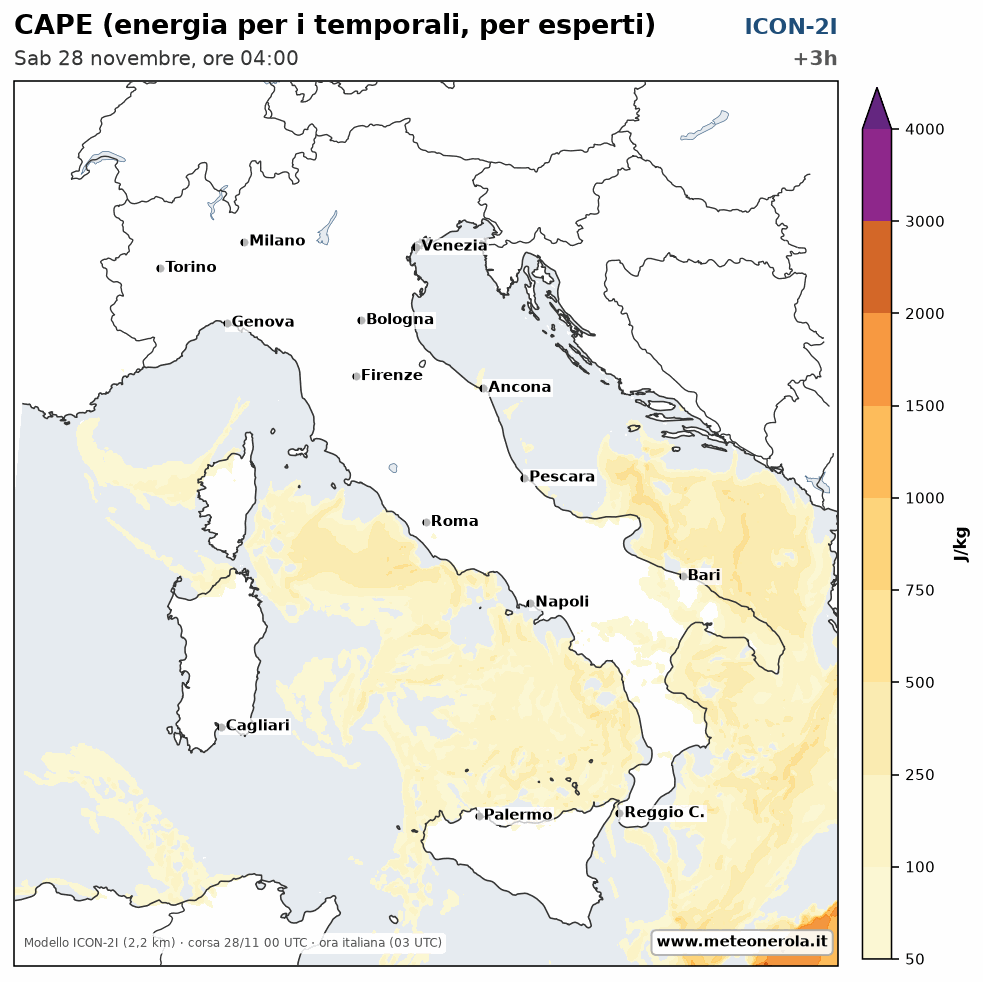 CAPE (energia per i temporali, per esperti)
ICON-2I
Sab 28 novembre, ore 04:00
+3h
4000
3000
2000
1500
1000
750
500
250
100
50
J/kg
Milano
Venezia
Torino
Genova
Bologna
Firenze
Ancona
Pescara
Roma
Bari
Napoli
Cagliari
Palermo
Reggio C.
Modello ICON-2I (2,2 km) · corsa 28/11 00 UTC · ora italiana (03 UTC)
www.meteonerola.it